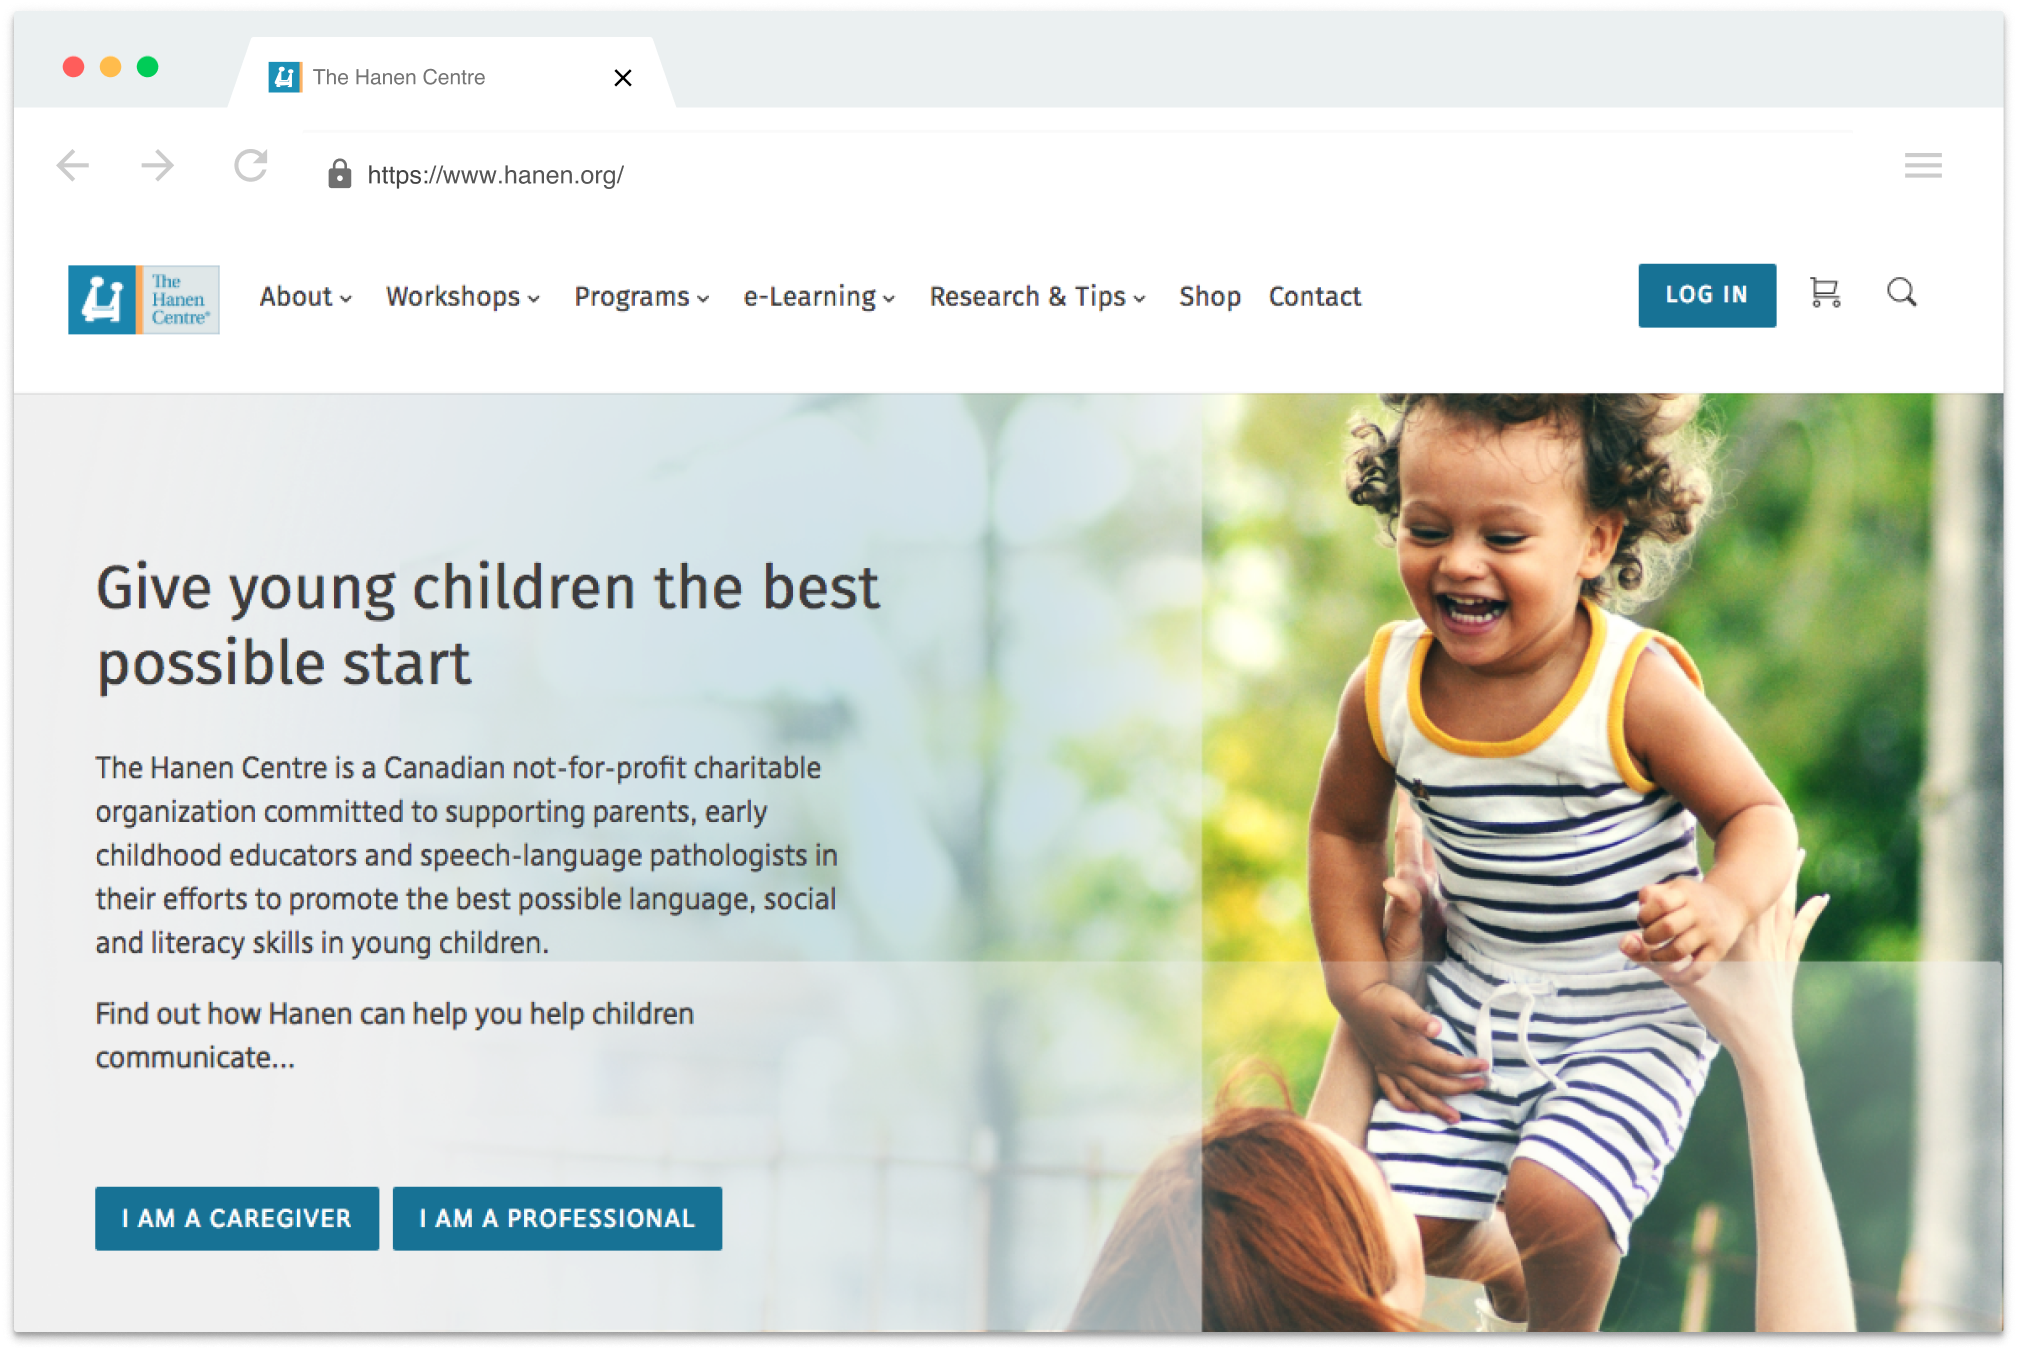 The Hanen Centre
https://www.hanen.org/
The
Hanen
Centre®
About Workshops Programs e-Learning Research & Tips Shop Contact
LOG IN
Give young children the best
possible start
The Hanen Centre is a Canadian not-for-profit charitable
organization committed to supporting parents, early
childhood educators and speech-language pathologists in
their efforts to promote the best possible language, social
and literacy skills in young children.
Find out how Hanen can help you help children
communicate...
I AM A CAREGIVER I AM A PROFESSIONAL